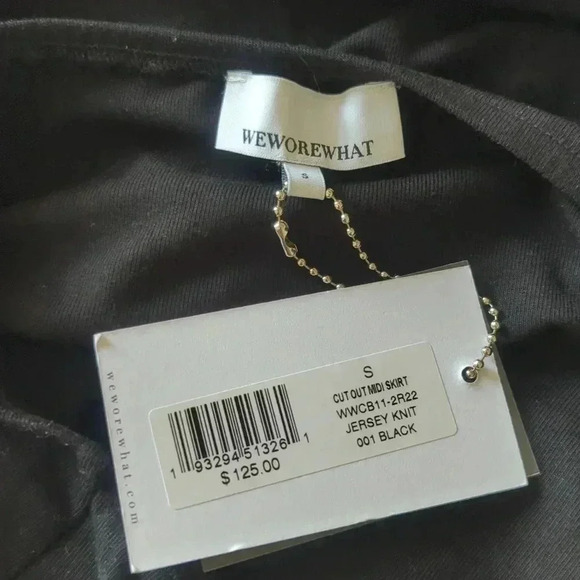 WEWOREWHAT
S
weworewhat.com
S
CUT OUT MIDI SKIRT
WWCB11-2R22
JERSEY KNIT
001 BLACK
1 93294 51326 1
$125.00